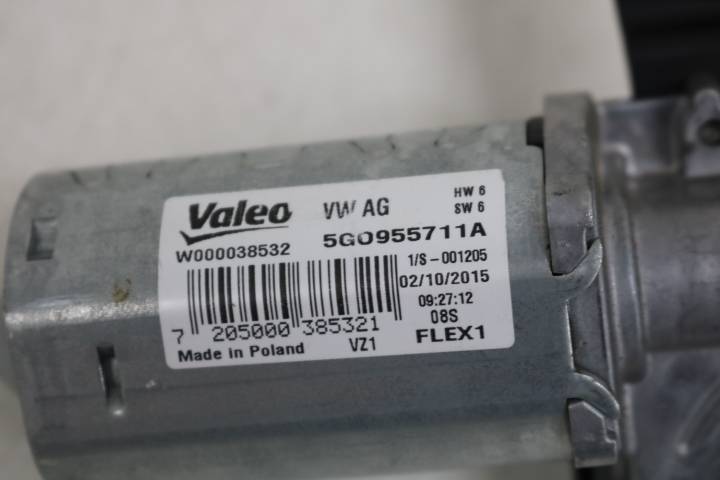 Valeo VW AG HW 6
SW 6
W000038532 5G0955711A
1/S-001205
02/10/2015
09:27:12
7 205000 385321 08S
Made in Poland VZ1 FLEX1